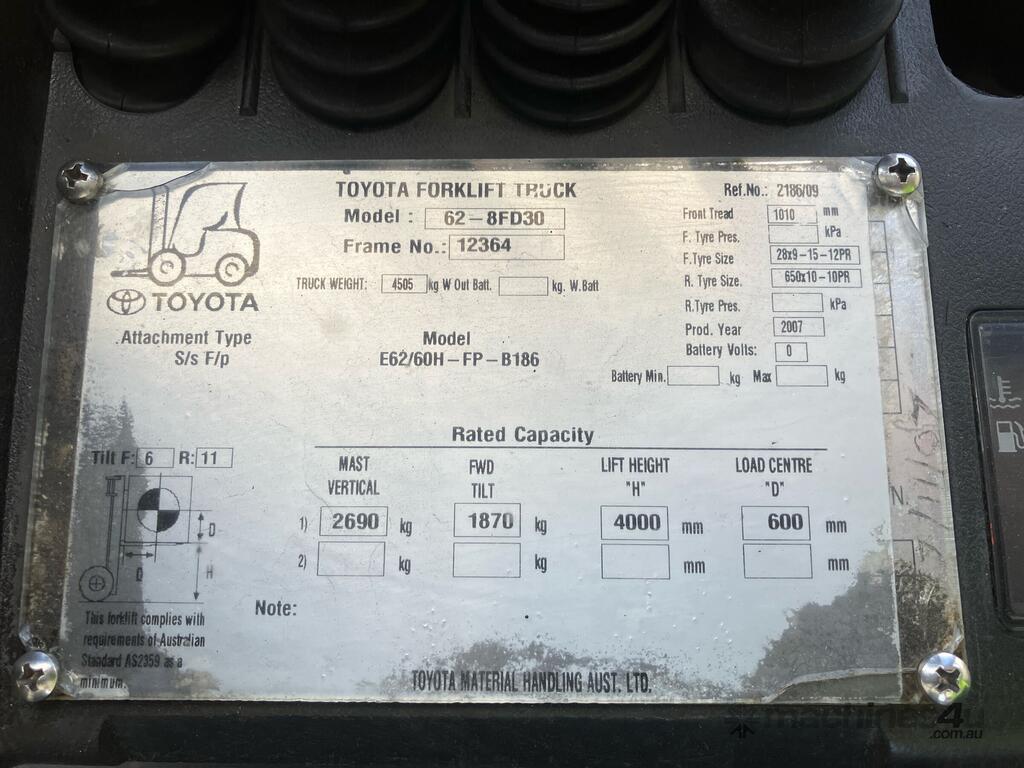 TOYOTA FORKLIFT TRUCK
Ref.No.: 2186/09
Model : 62-8FD30
Frame No.: 12364
TRUCK WEIGHT: 4505 kg W Out Batt. kg. W.Batt
Front Tread 1010 mm
F. Tyre Pres. kPa
F.Tyre Size 28x9-15-12PR
R. Tyre Size. 650x10-10PR
R.Tyre Pres. kPa
Prod. Year 2007
Battery Volts: 0
Battery Min. kg Max kg
TOYOTA
Attachment Type
S/s F/p
Model
E62/60H-FP-B186
Rated Capacity
Tilt F: 6 R: 11
MAST VERTICAL
FWD TILT
LIFT HEIGHT "H"
LOAD CENTRE "D"
1) 2690 kg 1870 kg 4000 mm 600 mm
2) kg kg mm mm
D
D H
Note:
This forklift complies with
requirements of Australian
Standard AS2359 as a
minimum.
TOYOTA MATERIAL HANDLING AUST. LTD.
N.
machines4u
.com.au